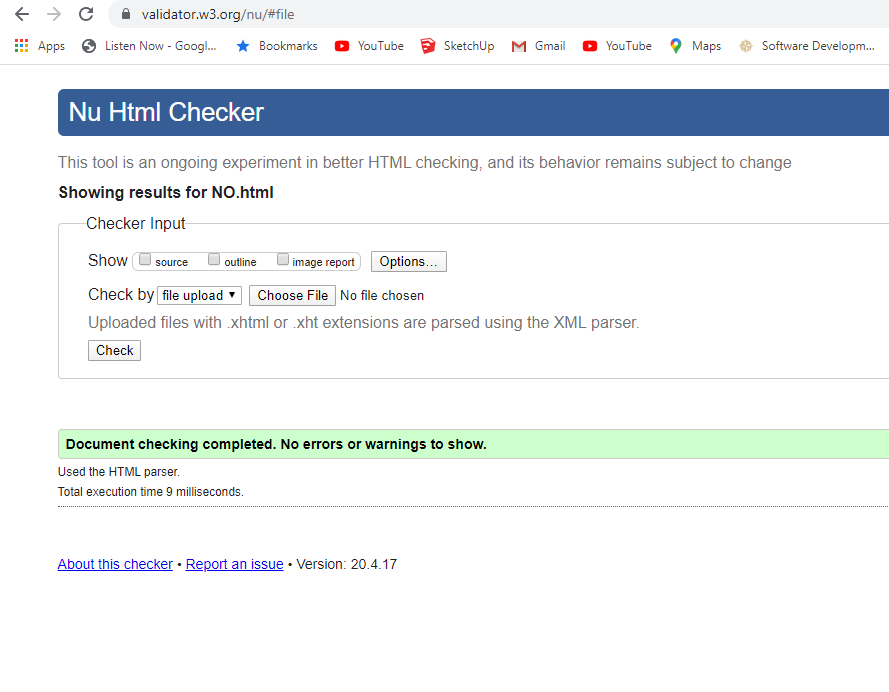 validator.w3.org/nu/#file
Apps Listen Now - Googl... Bookmarks YouTube SketchUp Gmail YouTube Maps Software Developm...
Nu Html Checker
This tool is an ongoing experiment in better HTML checking, and its behavior remains subject to change
Showing results for NO.html
Checker Input
Show source outline image report Options...
Check by file upload ▼ Choose File No file chosen
Uploaded files with .xhtml or .xht extensions are parsed using the XML parser.
Check
Document checking completed. No errors or warnings to show.
Used the HTML parser.
Total execution time 9 milliseconds.
About this checker • Report an issue • Version: 20.4.17